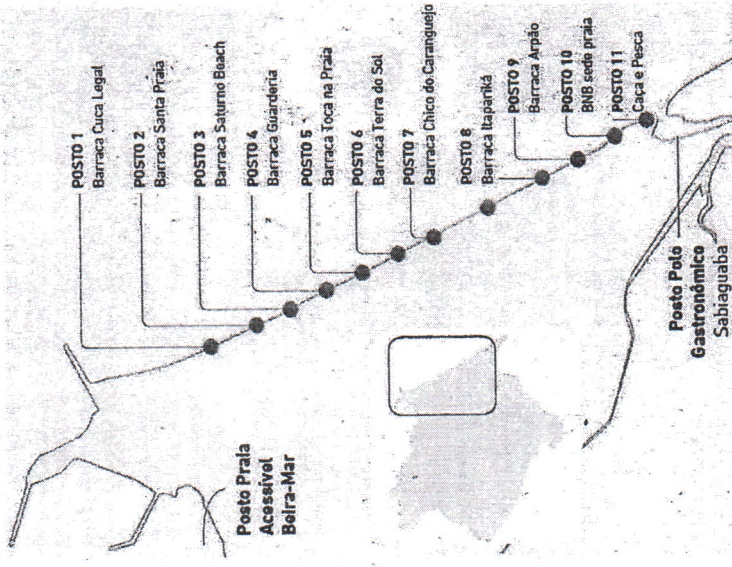 POSTO 1
Barraca Cuca Legal
POSTO 2
Barraca Santa Praia
POSTO 3
Barraca Saturno Beach
POSTO 4
Barraca Guarderia
POSTO 5
Barraca Toca na Praia
POSTO 6
Barraca Terra do Sol
POSTO 7
Barraca Chico do Caranguejo
POSTO 8
Barraca Itapariká
POSTO 9
Barraca Arpão
POSTO 10
BNB sede praia
POSTO 11
Caça e Pesca
Posto Praia
Acessível
Beira-Mar
Posto Polo
Gastronômico
Sabiaguaba